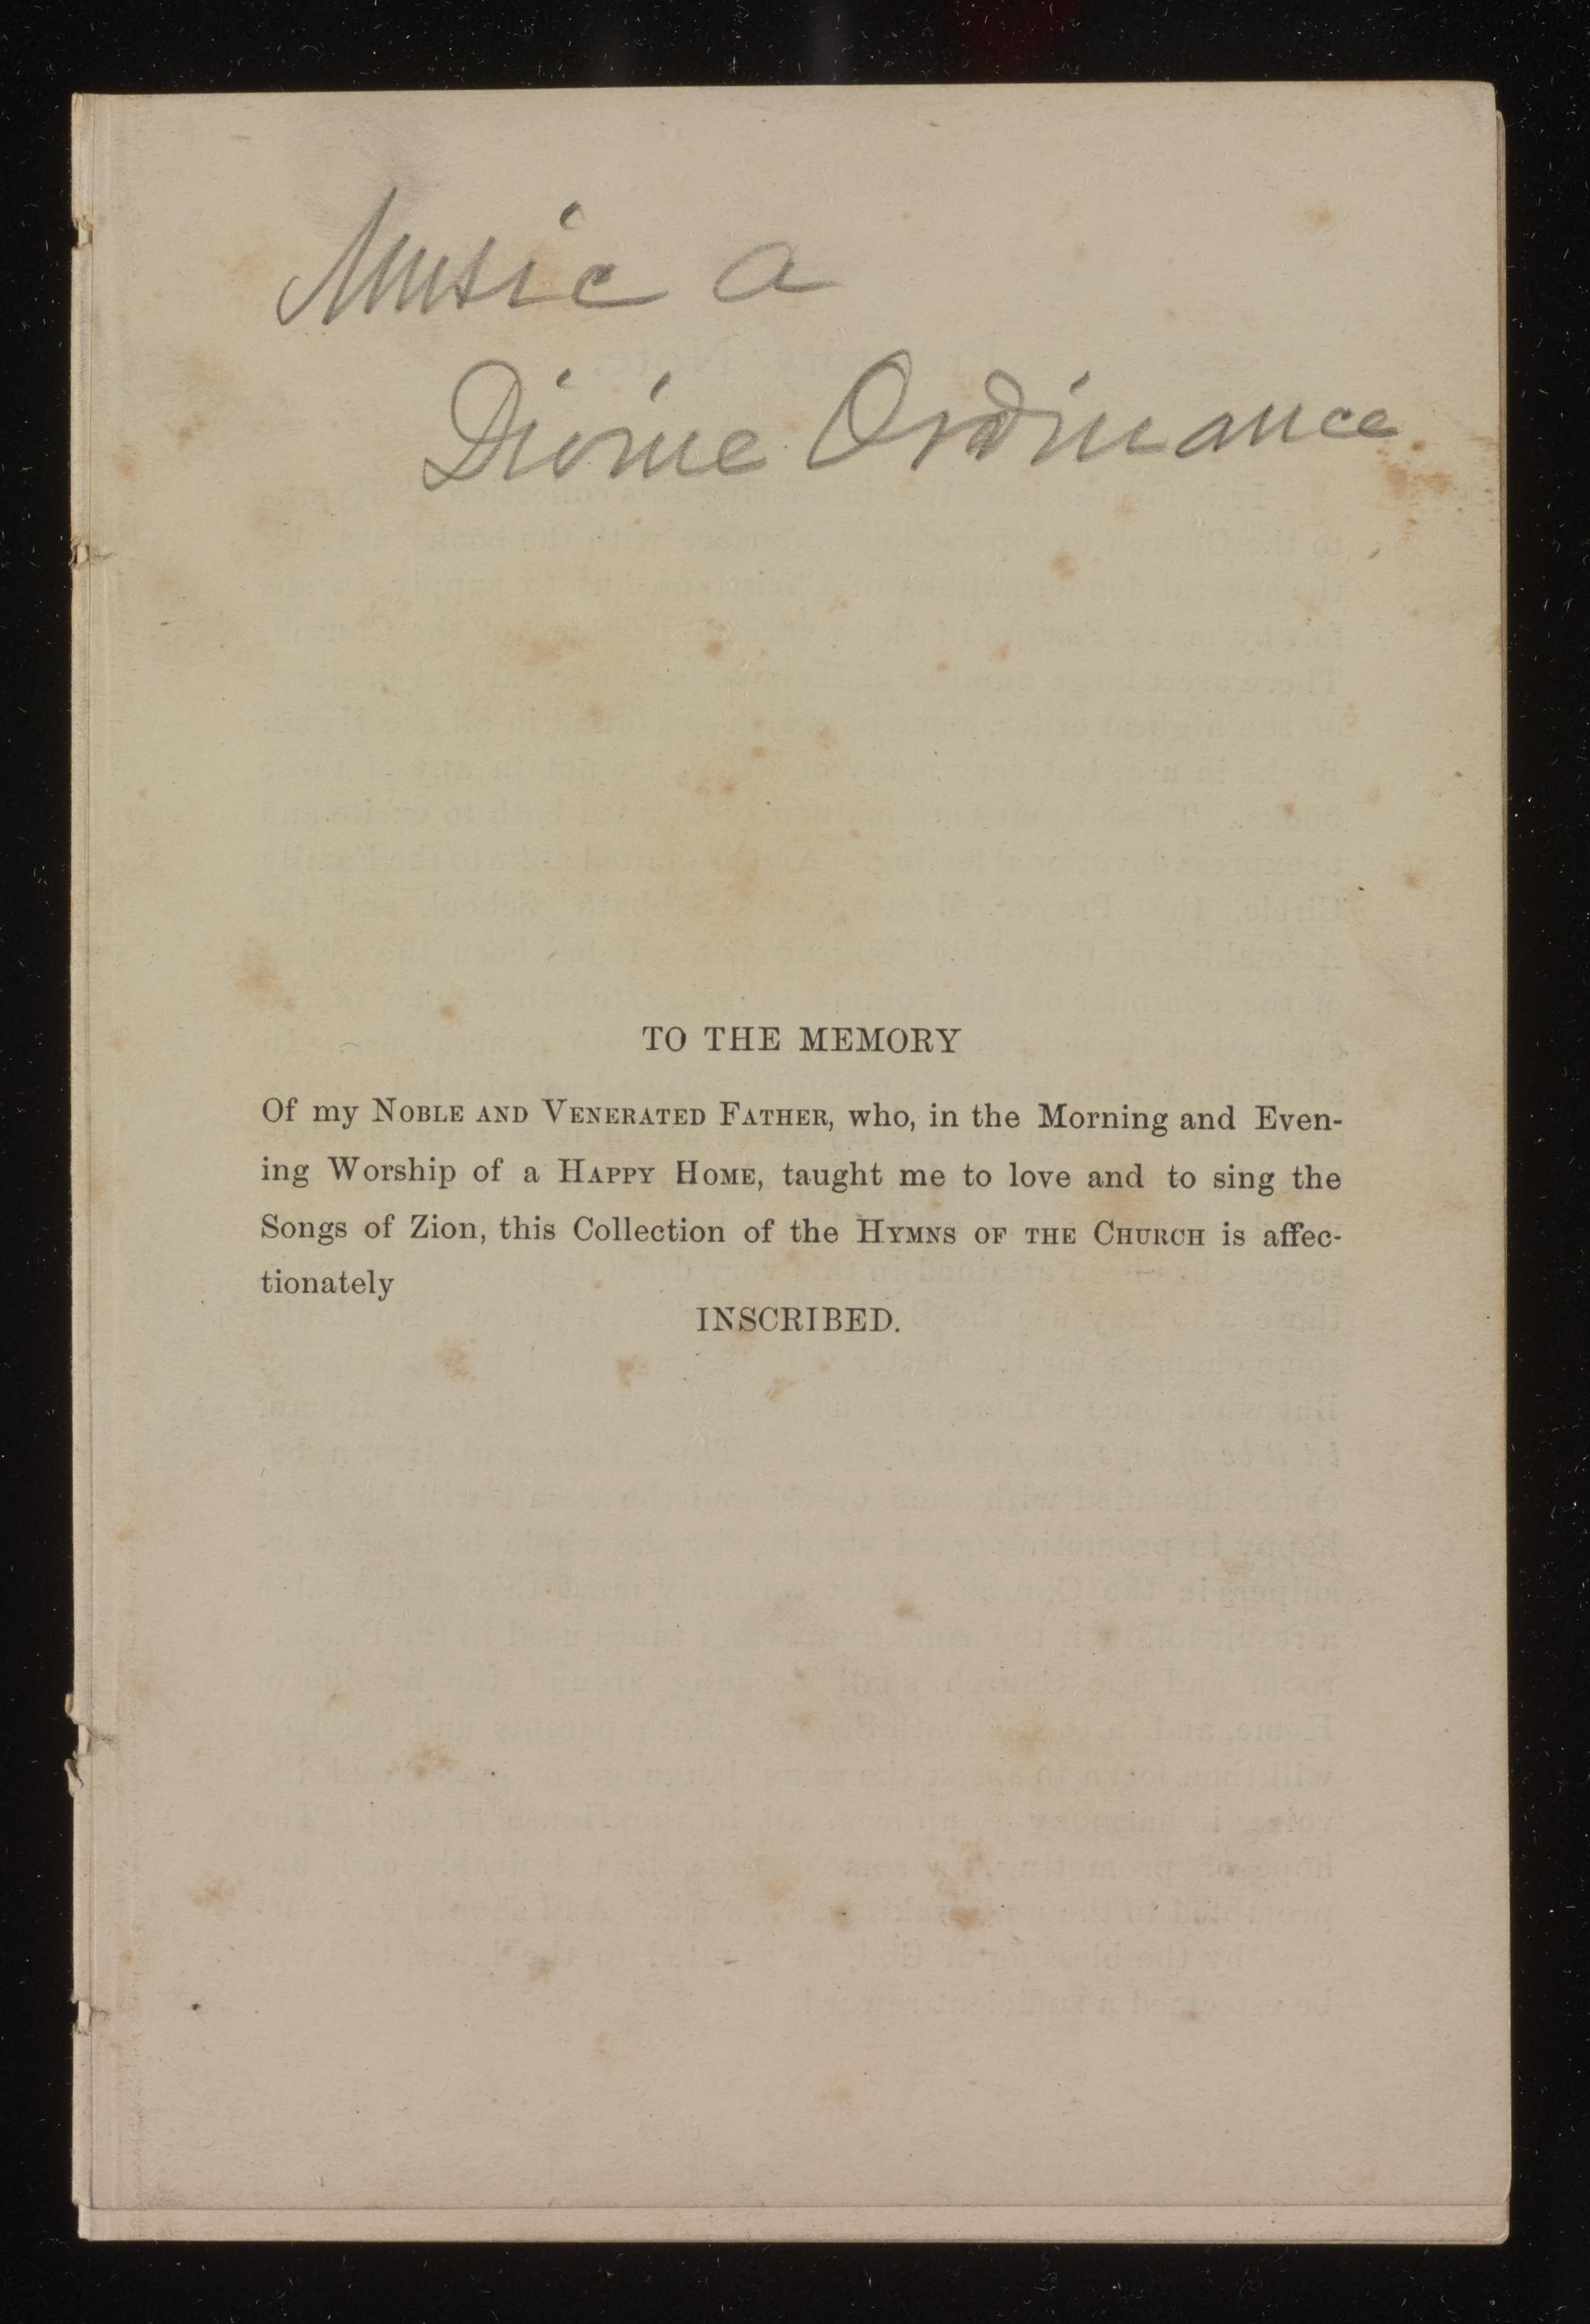 Music a
Divine Ordinance
TO THE MEMORY
Of my NOBLE AND VENERATED FATHER, who, in the Morning and Even-
ing Worship of a HAPPY HOME, taught me to love and to sing the
Songs of Zion, this Collection of the HYMNS OF THE CHURCH is affec-
tionately
INSCRIBED.